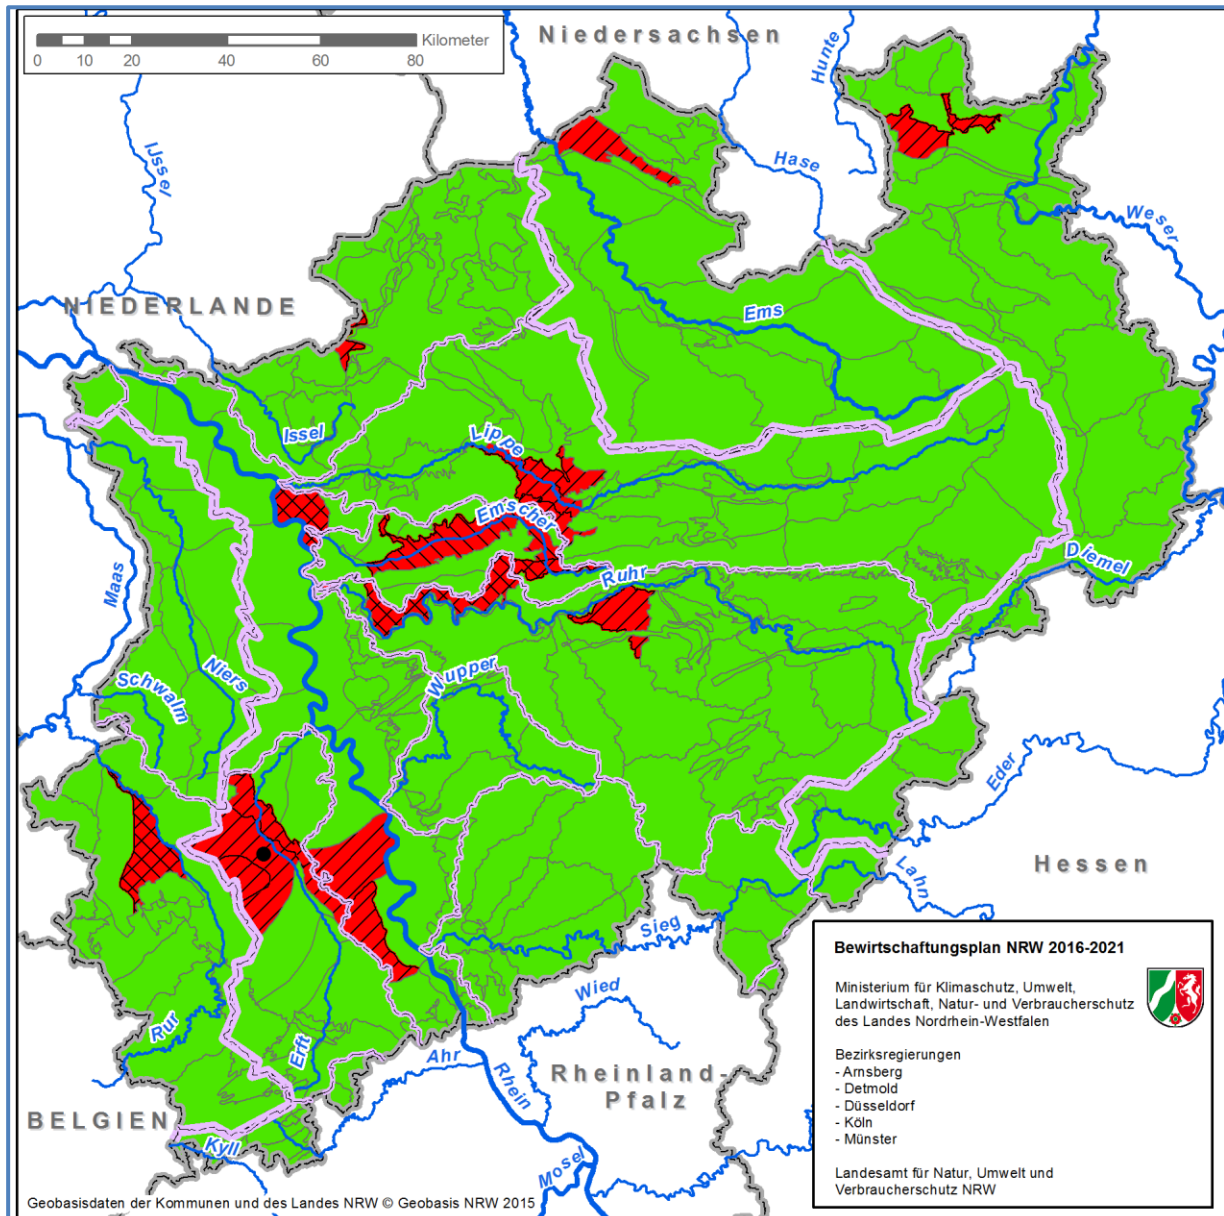 Kilometer
0 10 20 40 60 80
Niedersachsen
Hunte
IJssel
Hase
Weser
NIEDERLANDE
Ems
Issel
Lippe
Emscher
Maas
Ruhr
Diemel
Niers
Schwalm
Wupper
Eder
Hessen
Lahn
Sieg
Wied
Rur
Erft
Ahr
Rhein
Rheinland-
Pfalz
BELGIEN
Kyll
Mosel
Bewirtschaftungsplan NRW 2016-2021
Ministerium für Klimaschutz, Umwelt,
Landwirtschaft, Natur- und Verbraucherschutz
des Landes Nordrhein-Westfalen
Bezirksregierungen
- Arnsberg
- Detmold
- Düsseldorf
- Köln
- Münster
Landesamt für Natur, Umwelt und
Verbraucherschutz NRW
Geobasisdaten der Kommunen und des Landes NRW © Geobasis NRW 2015